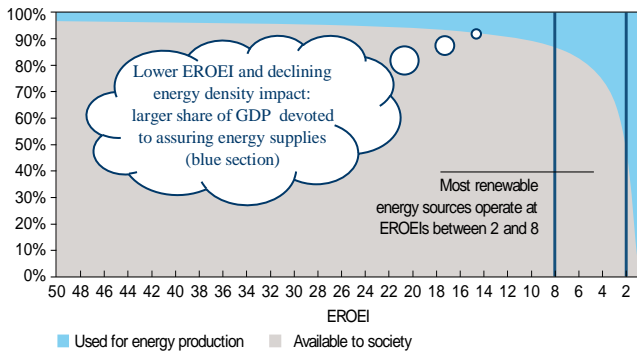 100%
90%
80%
70%
60%
50%
40%
30%
20%
10%
0%
Lower EROEI and declining
energy density impact:
larger share of GDP devoted
to assuring energy supplies
(blue section)
Most renewable
energy sources operate at
EROEIs between 2 and 8
50 48 46 44 42 40 38 36 34 32 30 28 26 24 22 20 18 16 14 12 10 8 6 4 2
EROEI
Used for energy production Available to society